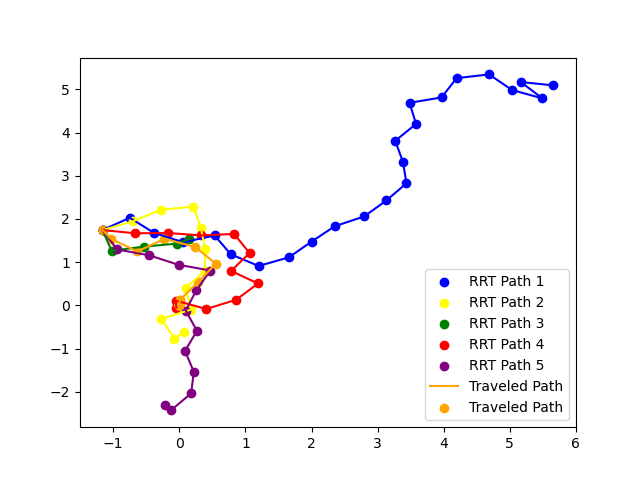 5
4
3
2
1
0
−1
−2
−1
0
1
2
3
4
5
6
RRT Path 1
RRT Path 2
RRT Path 3
RRT Path 4
RRT Path 5
Traveled Path
Traveled Path